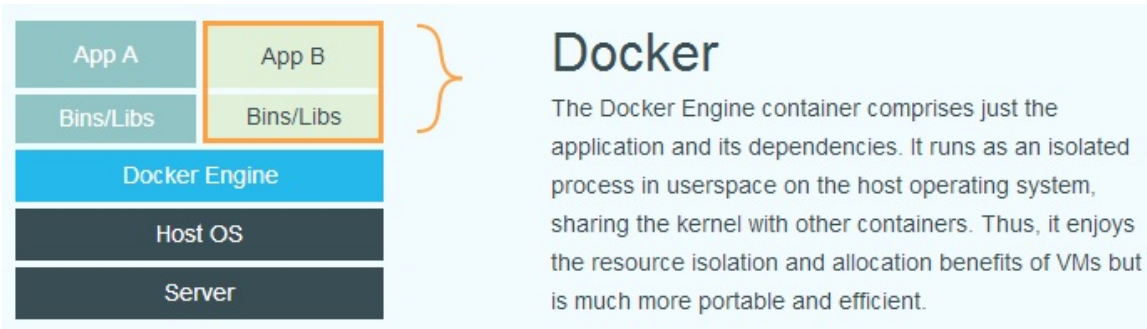 App A
App B
Bins/Libs
Bins/Libs
Docker Engine
Host OS
Server
Docker
The Docker Engine container comprises just the
application and its dependencies. It runs as an isolated
process in userspace on the host operating system,
sharing the kernel with other containers. Thus, it enjoys
the resource isolation and allocation benefits of VMs but
is much more portable and efficient.